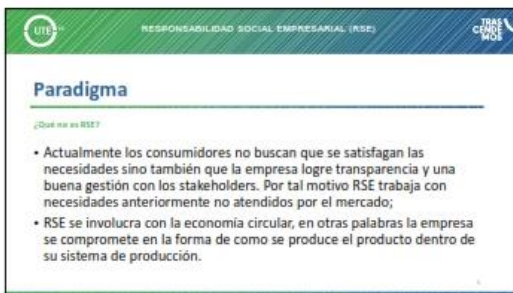 UTE
RESPONSABILIDAD SOCIAL EMPRESARIAL (RSE)
TRAS
CENDE
MOS
Paradigma
¿Qué no es RSE?
• Actualmente los consumidores no buscan que se satisfagan las
necesidades sino también que la empresa logre transparencia y una
buena gestión con los stakeholders. Por tal motivo RSE trabaja con
necesidades anteriormente no atendidos por el mercado;
• RSE se involucra con la economía circular, en otras palabras la empresa
se compromete en la forma de como se produce el producto dentro de
su sistema de producción.